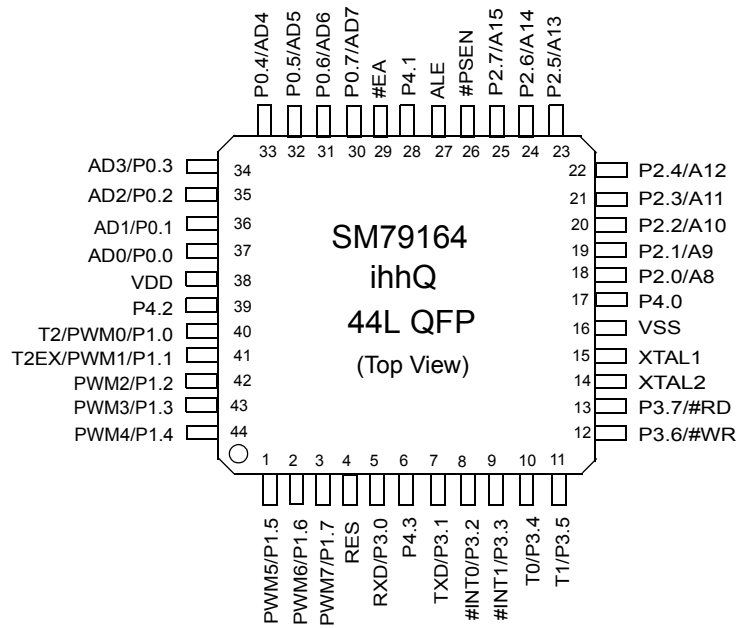 P0.4/AD4
P0.5/AD5
P0.6/AD6
P0.7/AD7
#EA
P4.1
ALE
#PSEN
P2.7/A15
P2.6/A14
P2.5/A13
33 32 31 30 29 28 27 26 25 24 23
AD3/P0.3 34
AD2/P0.2 35
AD1/P0.1 36
AD0/P0.0 37
VDD 38
P4.2 39
T2/PWM0/P1.0 40
T2EX/PWM1/P1.1 41
PWM2/P1.2 42
PWM3/P1.3 43
PWM4/P1.4 44
SM79164
ihhQ
44L QFP
(Top View)
22 P2.4/A12
21 P2.3/A11
20 P2.2/A10
19 P2.1/A9
18 P2.0/A8
17 P4.0
16 VSS
15 XTAL1
14 XTAL2
13 P3.7/#RD
12 P3.6/#WR
1 2 3 4 5 6 7 8 9 10 11
PWM5/P1.5
PWM6/P1.6
PWM7/P1.7
RES
RXD/P3.0
P4.3
TXD/P3.1
#INT0/P3.2
#INT1/P3.3
T0/P3.4
T1/P3.5